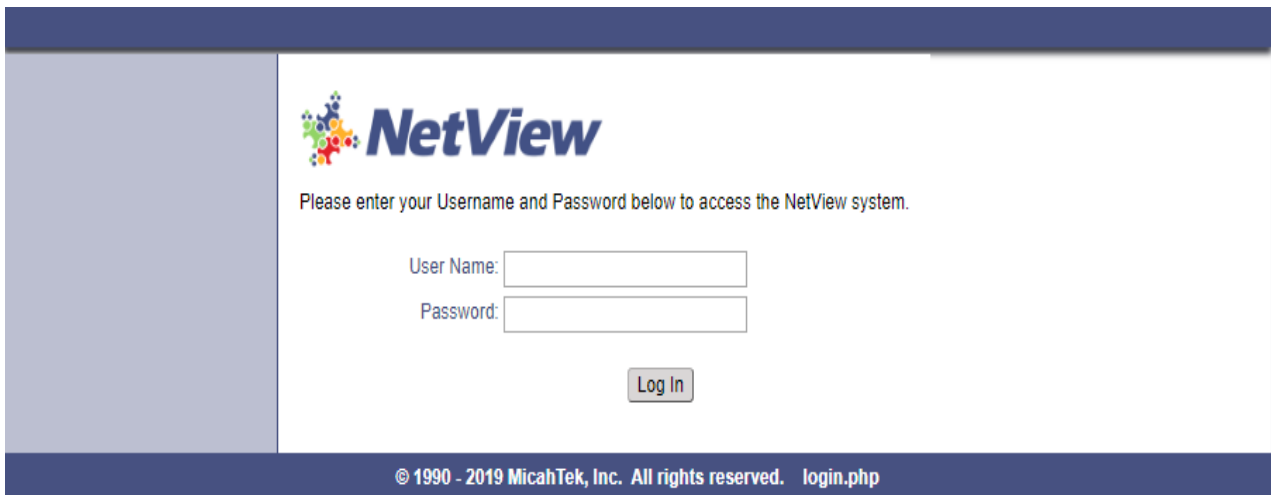 NetView
Please enter your Username and Password below to access the NetView system.
User Name:
Password:
Log In
© 1990 - 2019 MicahTek, Inc. All rights reserved. login.php